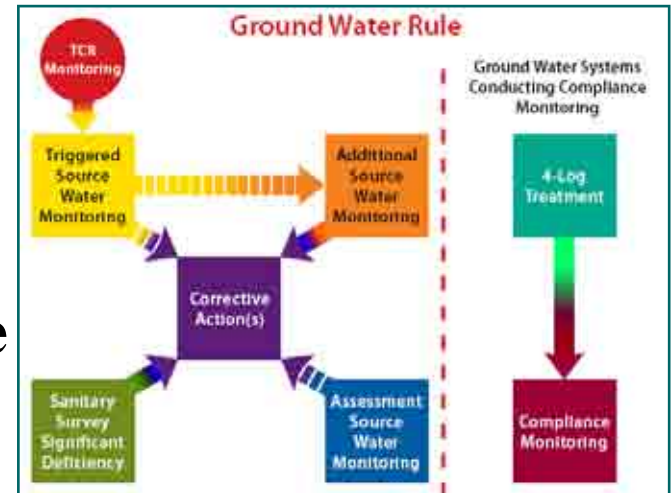 Ground Water Rule
TCR
Monitoring
Ground Water Systems
Conducting Compliance
Monitoring
Triggered
Source
Water
Monitoring
Additional
Source
Water
Monitoring
4-Log
Treatment
Corrective
Action(s)
e
Sanitary
Survey
Significant
Deficiency
Assessment
Source
Water
Monitoring
Compliance
Monitoring